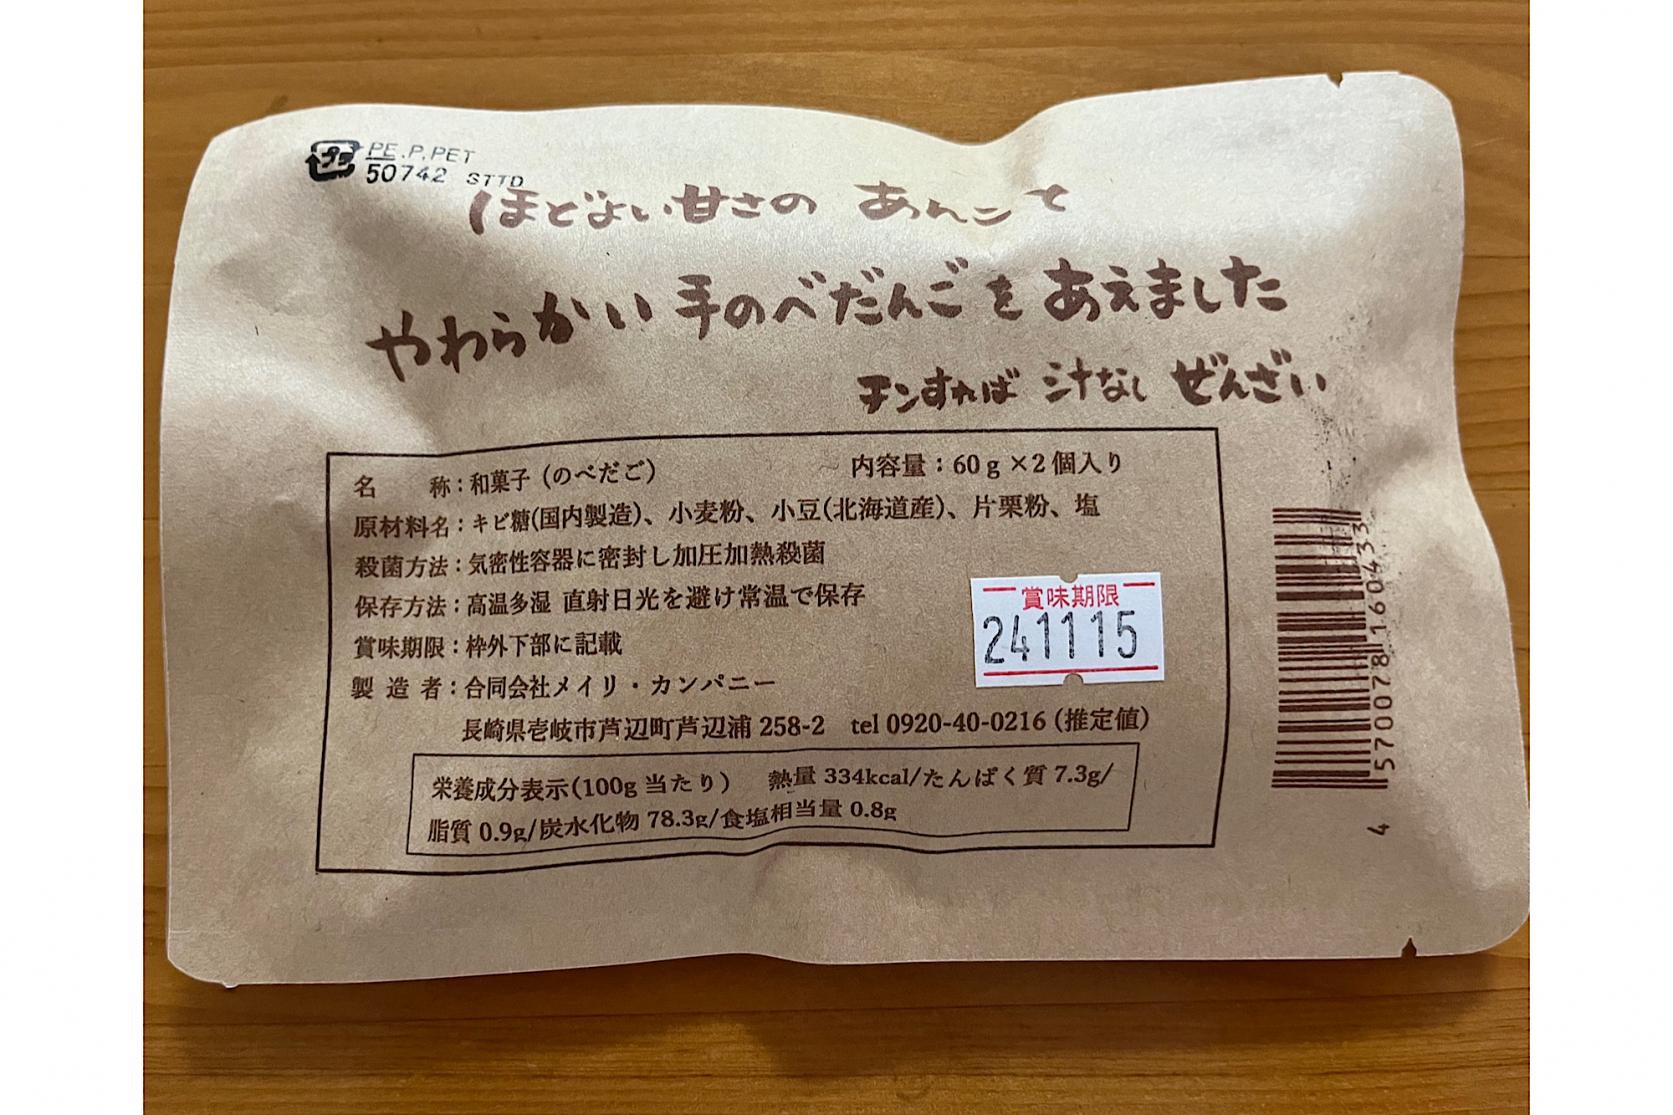 プラ PE.P,PET
50742 STTD
ほどよい甘さの あんこで
やわらかい手のべだんごを あえました
チンすれば 汁なし ぜんざい
名 称:和菓子(のべだご) 内容量:60g×2個入り
原材料名:キビ糖(国内製造)、小麦粉、小豆(北海道産)、片栗粉、塩
殺菌方法:気密性容器に密封し加圧加熱殺菌
保存方法:高温多湿 直射日光を避け常温で保存
賞味期限:枠外下部に記載
製造者:合同会社メイリ・カンパニー
長崎県壱岐市芦辺町芦辺浦 258-2 tel 0920-40-0216(推定値)
栄養成分表示(100g当たり) 熱量 334kcal/たんぱく質 7.3g/
脂質 0.9g/炭水化物 78.3g/食塩相当量 0.8g
賞味期限
241115
4 570078 160433